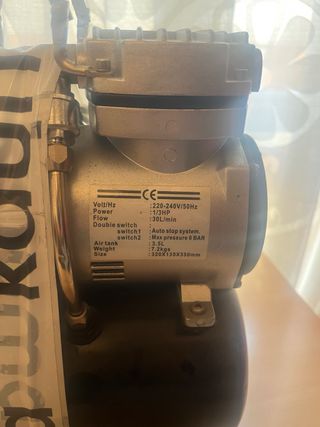 CE
Volt/Hz :220-240V/50Hz
Power :1/3HP
Flow :30L/min
Double switch :
switch1 :Auto stop system.
switch2 :Max pressure 6 BAR
Air tank :3.5L
Weight :7.2kgs
Size :320X135X330mm